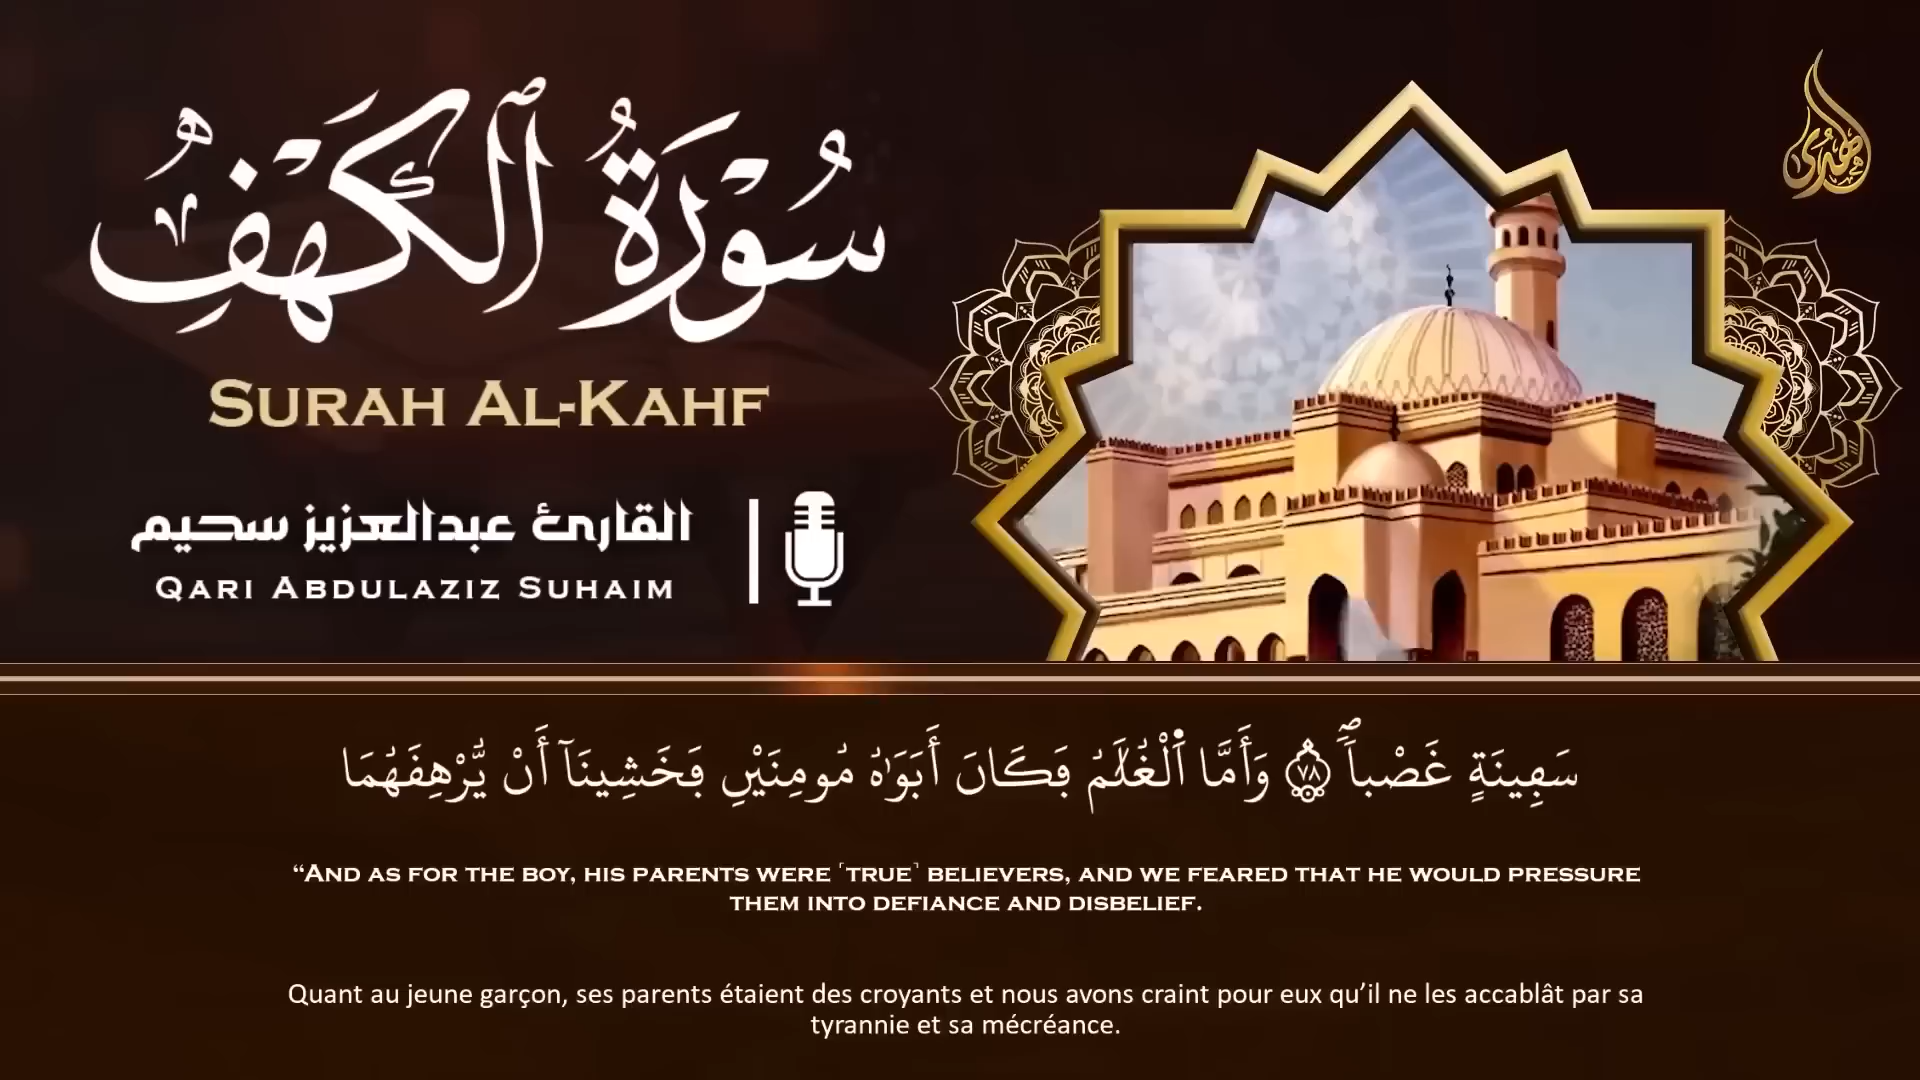 سُورَةُ ٱلْكَهْفِ
SURAH AL-KAHF
القارئ عبدالعزيز سحيم
QARI ABDULAZIZ SUHAIM
الهدى
سَفِينَةٍ غَصْباࣰۖ ٧٨ وَأَمَّا اَ۬لْغُلَٰمُ فَكَانَ أَبَوَٰهُ مُومِنَيْنِ فَخَشِينَآ أَنْ يُّرْهِقَهُمَا
“AND AS FOR THE BOY, HIS PARENTS WERE ˹TRUE˺ BELIEVERS, AND WE FEARED THAT HE WOULD PRESSURE
THEM INTO DEFIANCE AND DISBELIEF.
Quant au jeune garçon, ses parents étaient des croyants et nous avons craint pour eux qu’il ne les accablât par sa
tyrannie et sa mécréance.